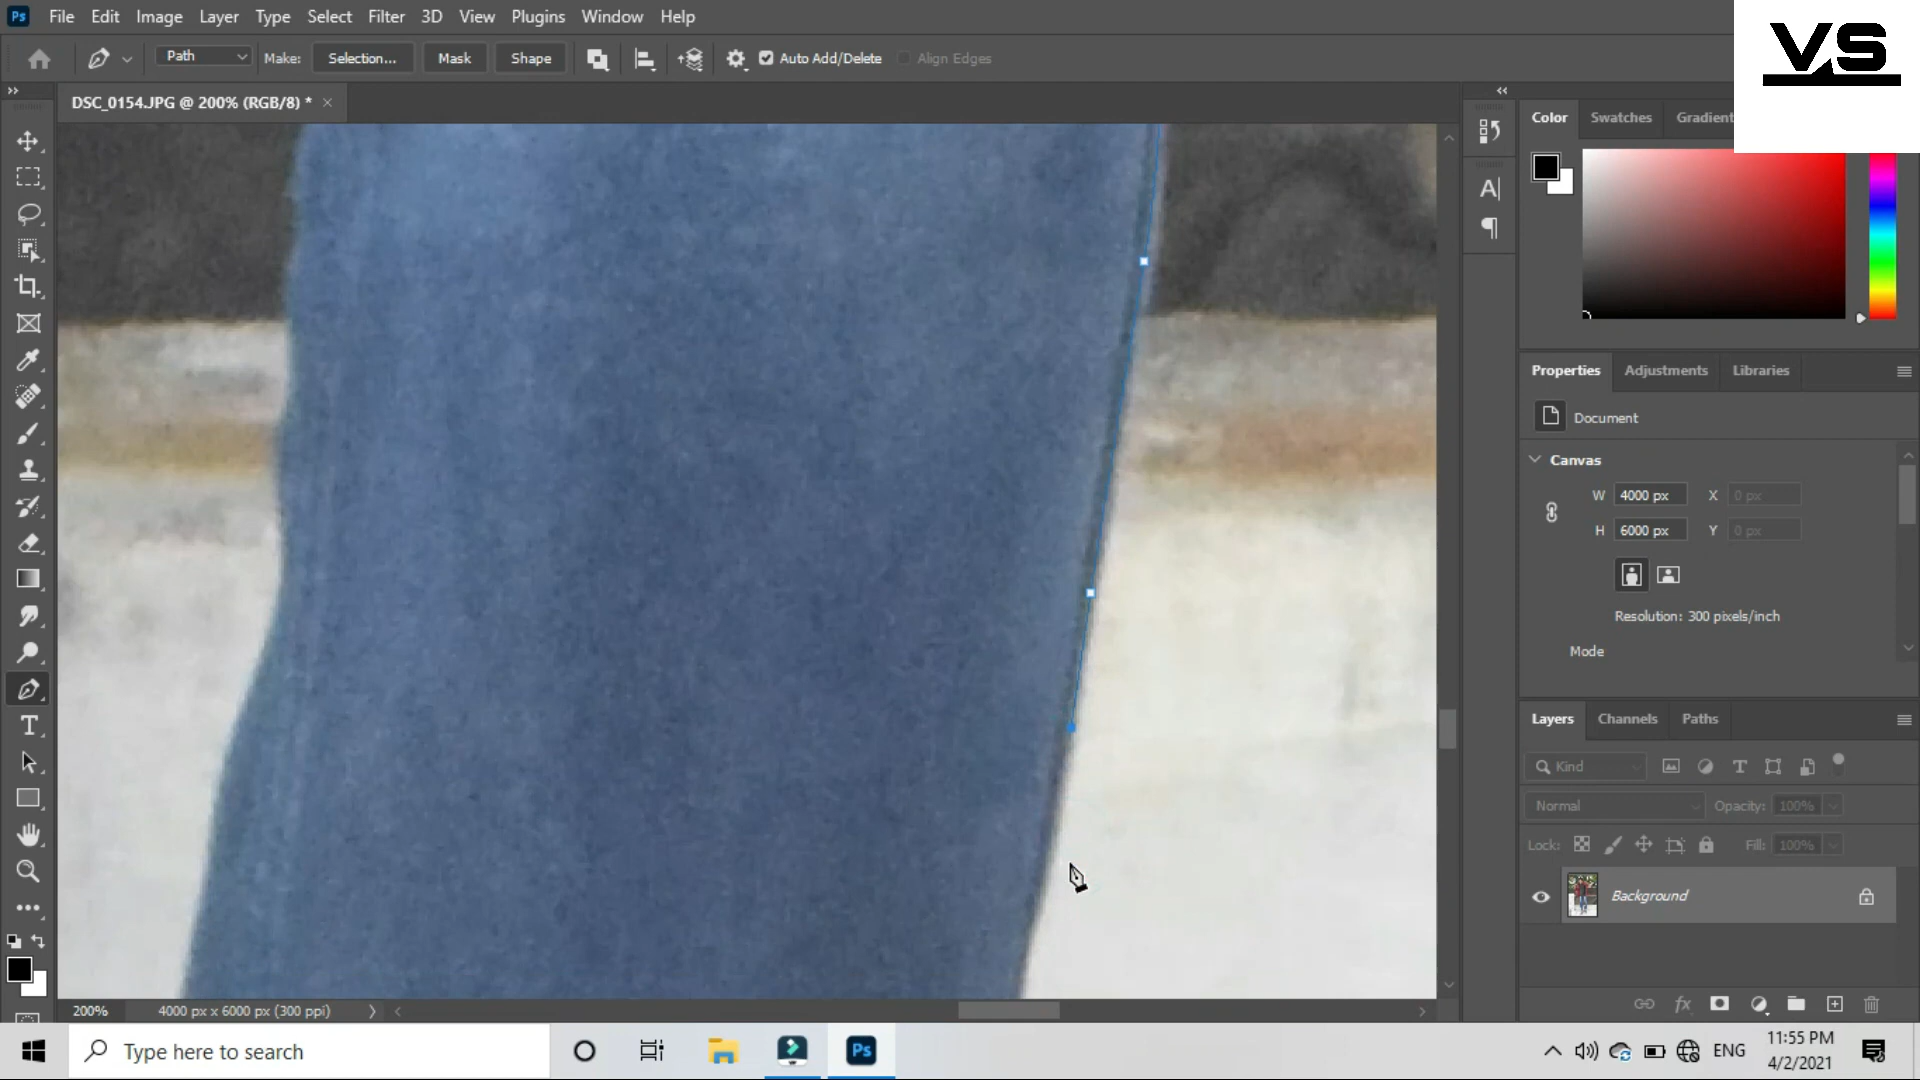 Ps File Edit Image Layer Type Select Filter 3D View Plugins Window Help
VS
Path Make: Selection... Mask Shape Auto Add/Delete Align Edges
DSC_0154.JPG @ 200% (RGB/8) * ×
Color Swatches Gradient
A|
Properties Adjustments Libraries
Document
Canvas
W 4000 px X 0 px
H 6000 px Y 0 px
Resolution: 300 pixels/inch
Mode
T
Layers Channels Paths
Kind
Normal Opacity: 100%
Lock: Fill: 100%
Background
fx
200% 4000 px x 6000 px (300 ppi)
Type here to search
Ps
ENG
11:55 PM
4/2/2021